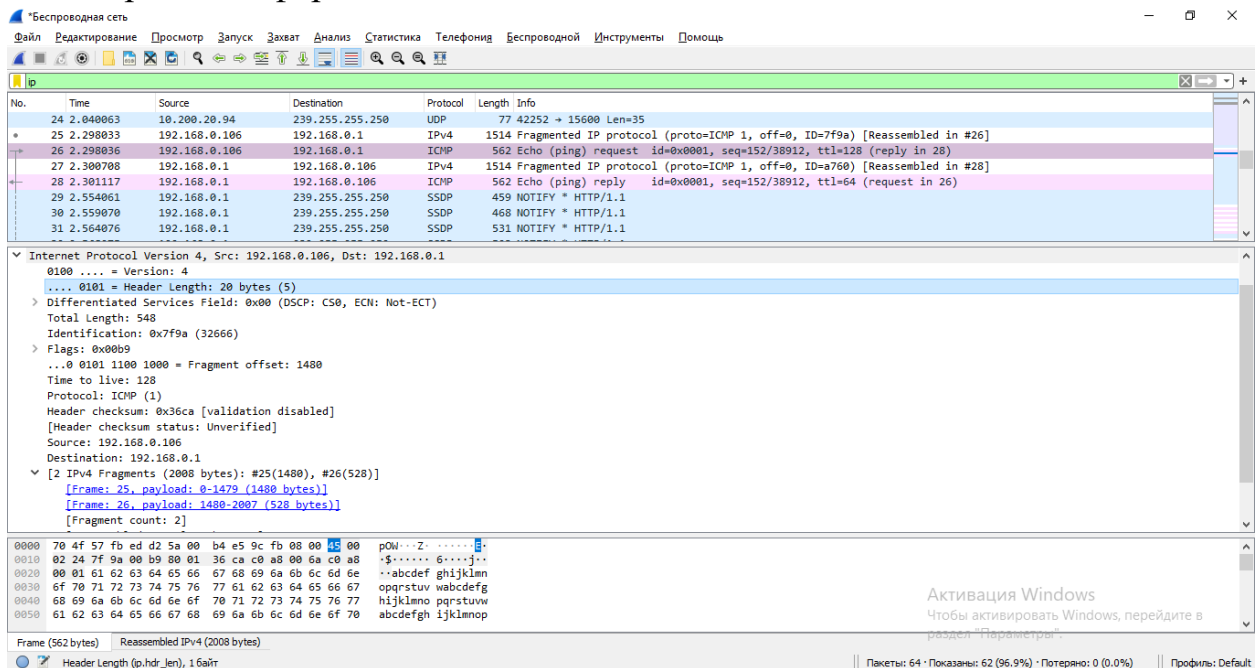 *Беспроводная сеть
Файл Редактирование Просмотр Запуск Захват Анализ Статистика Телефония Беспроводной Инструменты Помощь
ip
No. Time Source Destination Protocol Length Info
24 2.040063 10.200.20.94 239.255.255.250 UDP 77 42252 → 15600 Len=35
25 2.298033 192.168.0.106 192.168.0.1 IPv4 1514 Fragmented IP protocol (proto=ICMP 1, off=0, ID=7f9a) [Reassembled in #26]
26 2.298036 192.168.0.106 192.168.0.1 ICMP 562 Echo (ping) request id=0x0001, seq=152/38912, ttl=128 (reply in 28)
27 2.300708 192.168.0.1 192.168.0.106 IPv4 1514 Fragmented IP protocol (proto=ICMP 1, off=0, ID=a760) [Reassembled in #28]
28 2.301117 192.168.0.1 192.168.0.106 ICMP 562 Echo (ping) reply id=0x0001, seq=152/38912, ttl=64 (request in 26)
29 2.554061 192.168.0.1 239.255.255.250 SSDP 459 NOTIFY * HTTP/1.1
30 2.559070 192.168.0.1 239.255.255.250 SSDP 468 NOTIFY * HTTP/1.1
31 2.564076 192.168.0.1 239.255.255.250 SSDP 531 NOTIFY * HTTP/1.1
Internet Protocol Version 4, Src: 192.168.0.106, Dst: 192.168.0.1
0100 .... = Version: 4
.... 0101 = Header Length: 20 bytes (5)
Differentiated Services Field: 0x00 (DSCP: CS0, ECN: Not-ECT)
Total Length: 548
Identification: 0x7f9a (32666)
Flags: 0x00b9
...0 0101 1100 1000 = Fragment offset: 1480
Time to live: 128
Protocol: ICMP (1)
Header checksum: 0x36ca [validation disabled]
[Header checksum status: Unverified]
Source: 192.168.0.106
Destination: 192.168.0.1
[2 IPv4 Fragments (2008 bytes): #25(1480), #26(528)]
[Frame: 25, payload: 0-1479 (1480 bytes)]
[Frame: 26, payload: 1480-2007 (528 bytes)]
[Fragment count: 2]
0000 70 4f 57 fb ed d2 5a 00 b4 e5 9c fb 08 00 45 00 pOW···Z· ······E·
0010 02 24 7f 9a 00 b9 80 01 36 ca c0 a8 00 6a c0 a8 ·$······ 6····j··
0020 00 01 61 62 63 64 65 66 67 68 69 6a 6b 6c 6d 6e ··abcdef ghijklmn
0030 6f 70 71 72 73 74 75 76 77 61 62 63 64 65 66 67 opqrstuv wabcdefg
0040 68 69 6a 6b 6c 6d 6e 6f 70 71 72 73 74 75 76 77 hijklmno pqrstuvw
0050 61 62 63 64 65 66 67 68 69 6a 6b 6c 6d 6e 6f 70 abcdefgh ijklmnop
Активация Windows
Чтобы активировать Windows, перейдите в
раздел "Параметры".
Frame (562 bytes) Reassembled IPv4 (2008 bytes)
Header Length (ip.hdr_len), 1 байт Пакеты: 64 · Показаны: 62 (96.9%) · Потеряно: 0 (0.0%) Профиль: Default